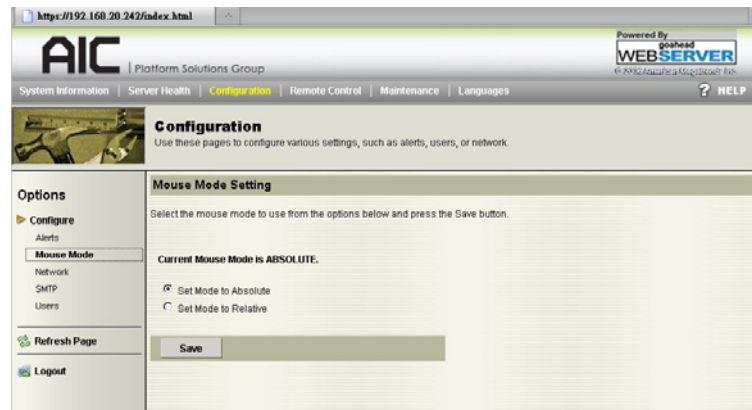 https://192.168.20.242/index.html
AIC
Platform Solutions Group
Powered By
goahead
WEBSERVER
System Information | Server Health | Configuration | Remote Control | Maintenance | Languages
? HELP
Configuration
Use these pages to configure various settings, such as alerts, users, or network.
Options
Configure
Alerts
Mouse Mode
Network
SMTP
Users
Refresh Page
Logout
Mouse Mode Setting
Select the mouse mode to use from the options below and press the Save button.
Current Mouse Mode is ABSOLUTE.
Set Mode to Absolute
Set Mode to Relative
Save